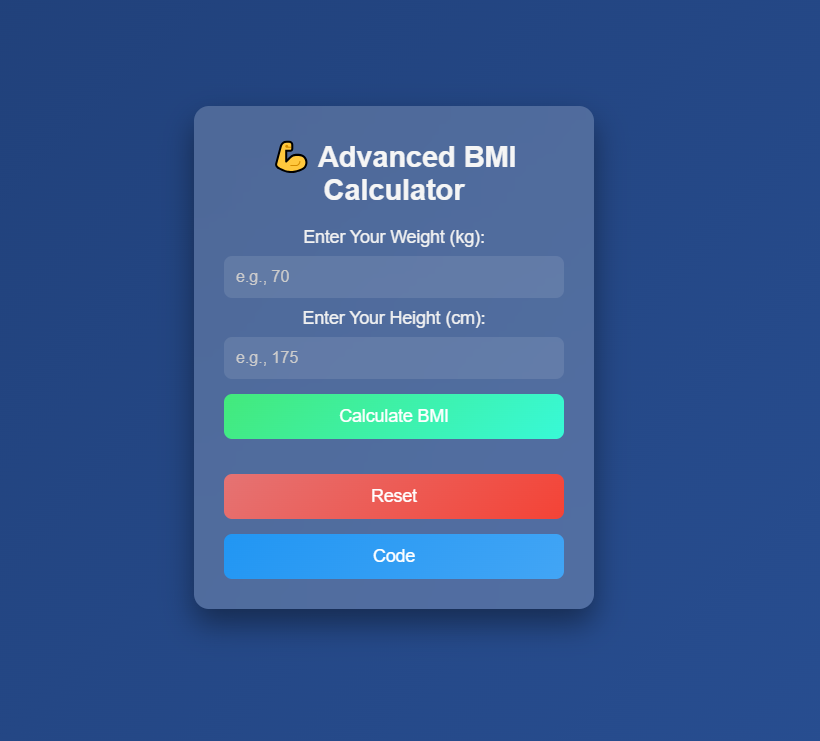 💪 Advanced BMI
Calculator
Enter Your Weight (kg):
e.g., 70
Enter Your Height (cm):
e.g., 175
Calculate BMI
Reset
Code